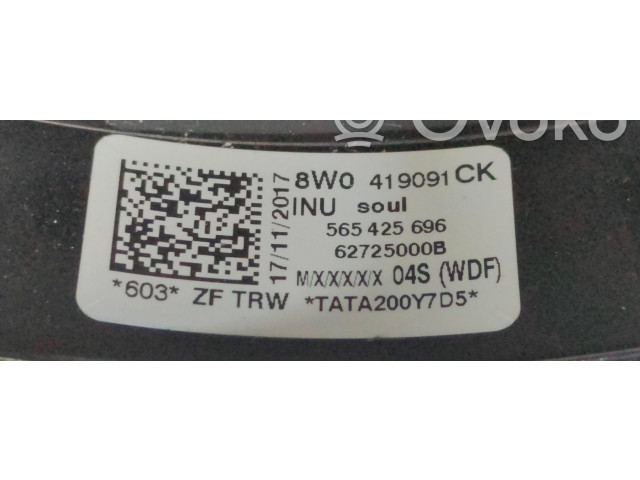 Ovoko
17/11/2017
8W0 419091 CK
INU soul
565 425 696
62725000B
M/X/X/X/X/X 04S (WDF)
*603* ZF TRW *TATA200Y7D5*